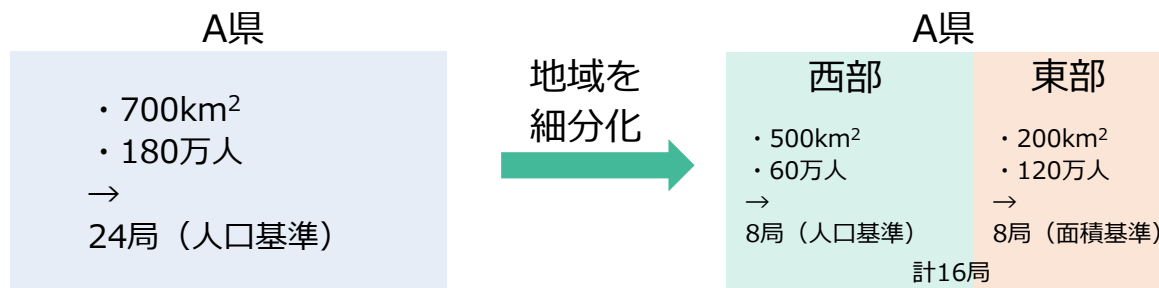 A県
・700km²
・180万人
→
24局（人口基準）
地域を
細分化
A県
西部
・500km²
・60万人
→
8局（人口基準）
東部
・200km²
・120万人
→
8局（面積基準）
計16局